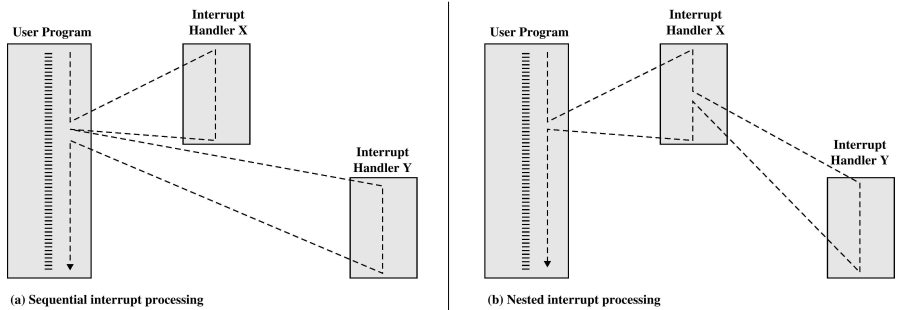 User Program
Interrupt
Handler X
Interrupt
Handler Y
(a) Sequential interrupt processing
User Program
Interrupt
Handler X
Interrupt
Handler Y
(b) Nested interrupt processing